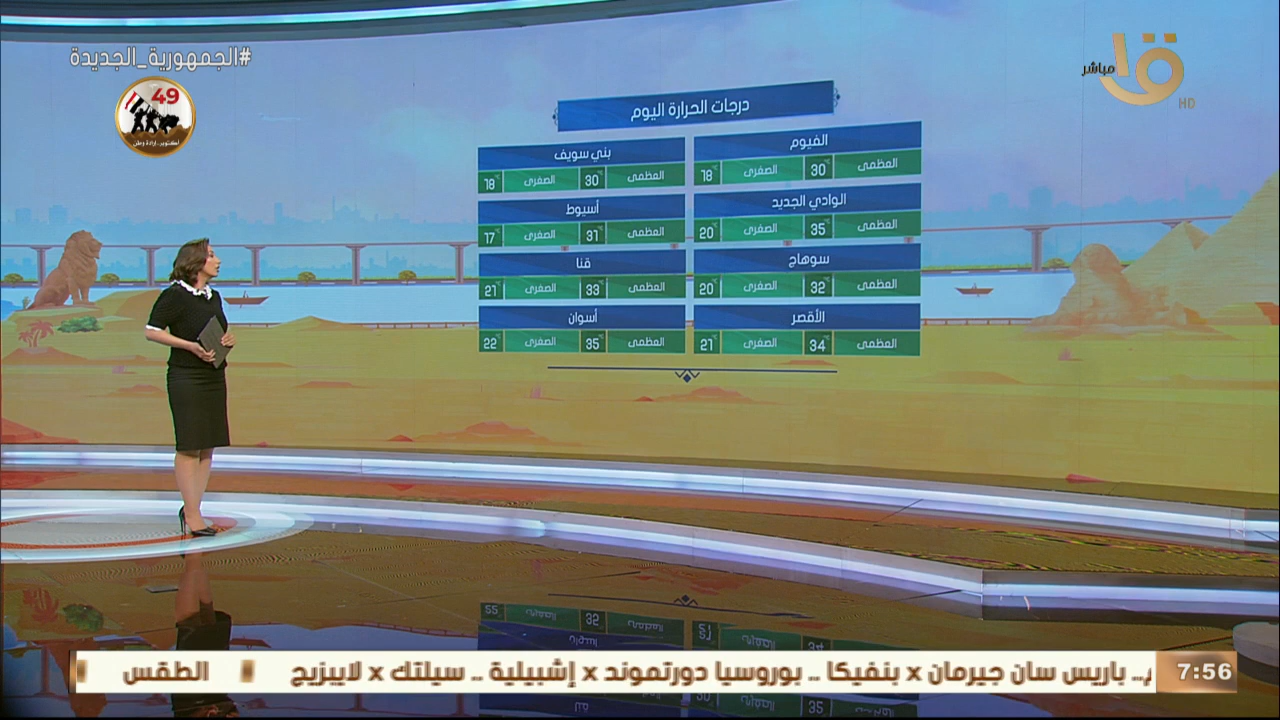 #الجمهورية_الجديدة
49
أكتوبر..إرادة وطن
مباشر
HD
درجات الحرارة اليوم
الفيوم
العظمى 30 الصغرى 18
بني سويف
العظمى 30 الصغرى 18
الوادي الجديد
العظمى 35 الصغرى 20
أسيوط
العظمى 31 الصغرى 17
سوهاج
العظمى 32 الصغرى 20
قنا
العظمى 33 الصغرى 21
الأقصر
العظمى 34 الصغرى 21
أسوان
العظمى 35 الصغرى 22
7:56
باريس سان جيرمان x بنفيكا .. بوروسيا دورتموند x إشبيلية .. سيلتك x لايبزيج
الطقس